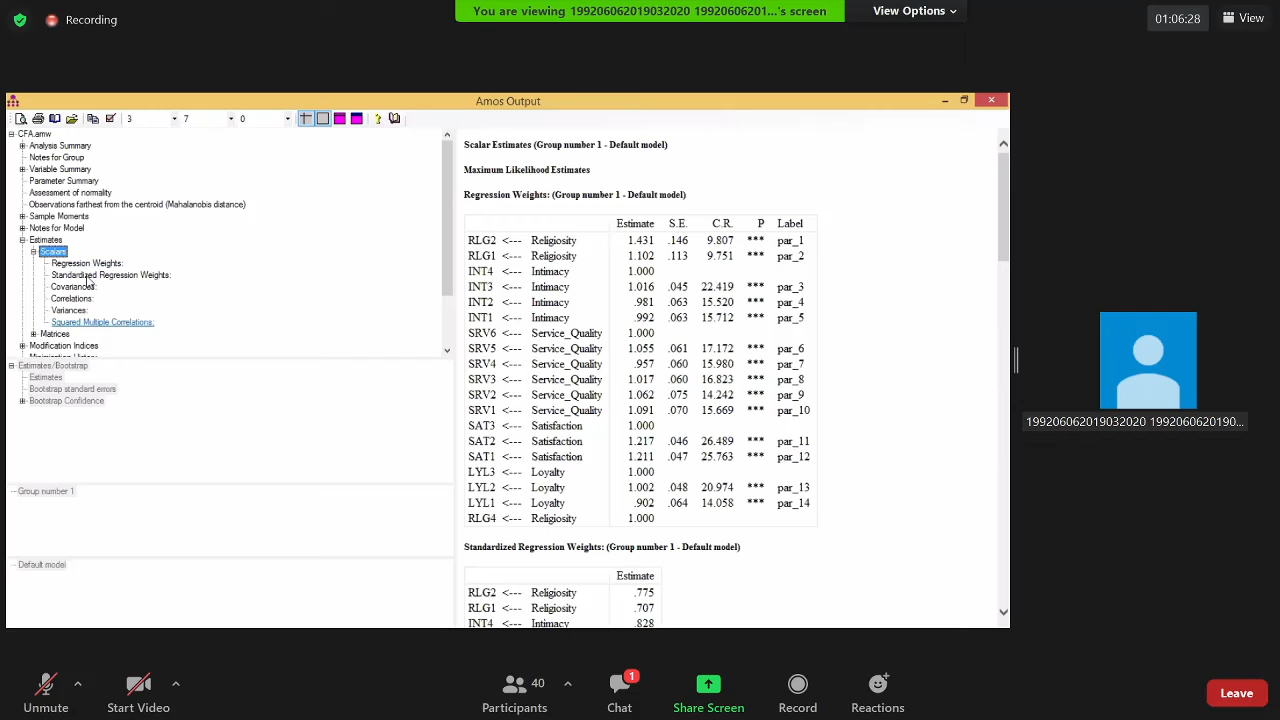 Recording
You are viewing 199206062019032020 19920606201...'s screen
View Options
01:06:28
View
Amos Output
3
7
0
CFA.amw
Analysis Summary
Notes for Group
Variable Summary
Parameter Summary
Assessment of normality
Observations farthest from the centroid (Mahalanobis distance)
Sample Moments
Notes for Model
Estimates
Scalars
Regression Weights:
Standardized Regression Weights:
Covariances:
Correlations:
Variances:
Squared Multiple Correlations:
Matrices
Modification Indices
Minimization History
Estimates/Bootstrap
Estimates
Bootstrap standard errors
Bootstrap Confidence
Group number 1
Default model
Scalar Estimates (Group number 1 - Default model)
Maximum Likelihood Estimates
Regression Weights: (Group number 1 - Default model)
Estimate S.E. C.R. P Label
RLG2 <--- Religiosity 1.431 .146 9.807 *** par_1
RLG1 <--- Religiosity 1.102 .113 9.751 *** par_2
INT4 <--- Intimacy 1.000
INT3 <--- Intimacy 1.016 .045 22.419 *** par_3
INT2 <--- Intimacy .981 .063 15.520 *** par_4
INT1 <--- Intimacy .992 .063 15.712 *** par_5
SRV6 <--- Service_Quality 1.000
SRV5 <--- Service_Quality 1.055 .061 17.172 *** par_6
SRV4 <--- Service_Quality .957 .060 15.980 *** par_7
SRV3 <--- Service_Quality 1.017 .060 16.823 *** par_8
SRV2 <--- Service_Quality 1.062 .075 14.242 *** par_9
SRV1 <--- Service_Quality 1.091 .070 15.669 *** par_10
SAT3 <--- Satisfaction 1.000
SAT2 <--- Satisfaction 1.217 .046 26.489 *** par_11
SAT1 <--- Satisfaction 1.211 .047 25.763 *** par_12
LYL3 <--- Loyalty 1.000
LYL2 <--- Loyalty 1.002 .048 20.974 *** par_13
LYL1 <--- Loyalty .902 .064 14.058 *** par_14
RLG4 <--- Religiosity 1.000
Standardized Regression Weights: (Group number 1 - Default model)
Estimate
RLG2 <--- Religiosity .775
RLG1 <--- Religiosity .707
INT4 <--- Intimacy .828
199206062019032020 1992060620190...
Unmute
Start Video
40
Participants
1
Chat
Share Screen
Record
Reactions
Leave